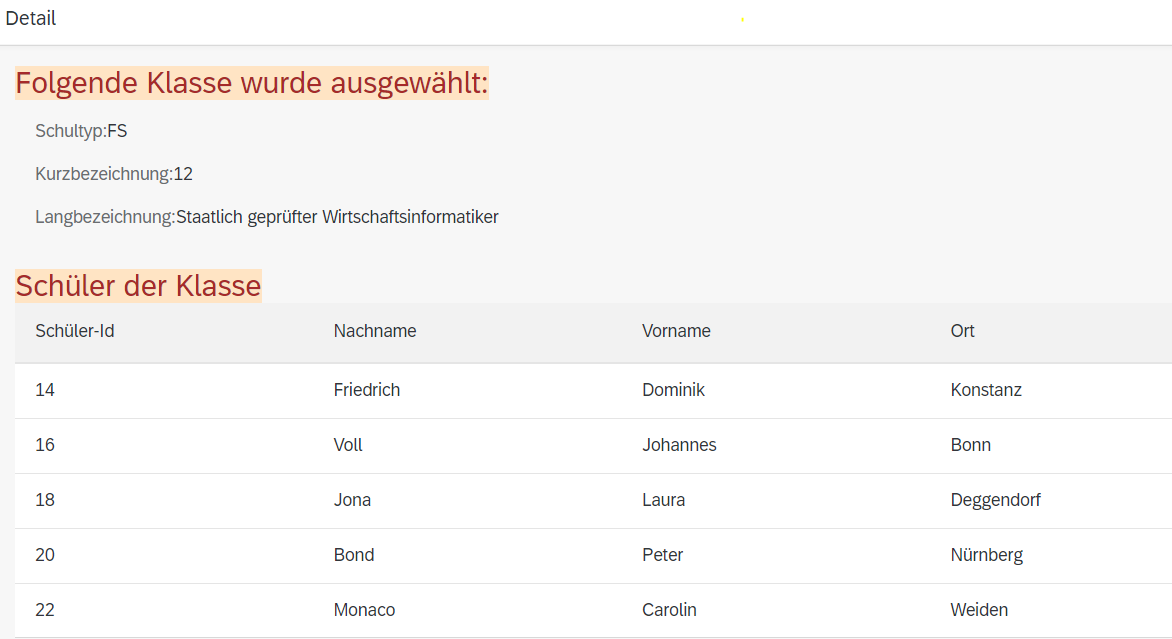 Detail
Folgende Klasse wurde ausgewählt:
Schultyp:FS
Kurzbezeichnung:12
Langbezeichnung:Staatlich geprüfter Wirtschaftsinformatiker
Schüler der Klasse
Schüler-Id Nachname Vorname Ort
14 Friedrich Dominik Konstanz
16 Voll Johannes Bonn
18 Jona Laura Deggendorf
20 Bond Peter Nürnberg
22 Monaco Carolin Weiden